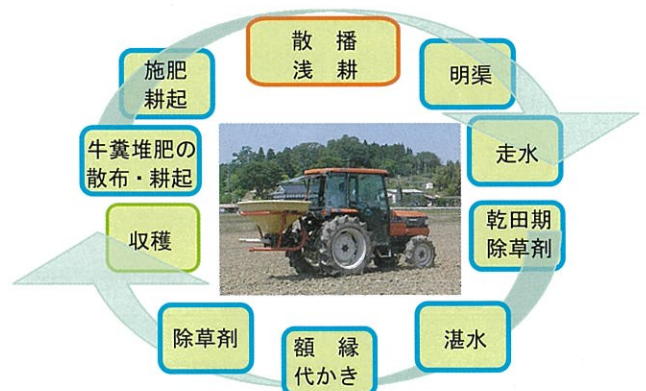 散　播
浅　耕
明渠
走水
乾田期
除草剤
湛水
額　縁
代かき
除草剤
収穫
牛糞堆肥の
散布・耕起
施肥
耕起